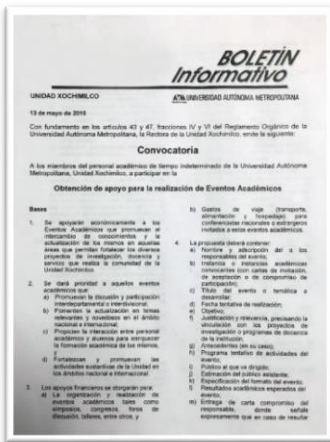 BOLETÍN
Informativo
UNIDAD XOCHIMILCO
UNIVERSIDAD AUTÓNOMA METROPOLITANA
13 de mayo de 2016
Con fundamento en los artículos 43 y 47, fracciones IV y VI del Reglamento Orgánico de la
Universidad Autónoma Metropolitana, la Rectora de la Unidad Xochimilco, emite la siguiente:
Convocatoria
A los miembros del personal académico de tiempo indeterminado de la Universidad Autónoma
Metropolitana, Unidad Xochimilco, a participar en la
Obtención de apoyo para la realización de Eventos Académicos
Bases
1. Se apoyarán económicamente a los
Eventos Académicos que promuevan el
intercambio de conocimientos y la
actualización de los mismos en aquellas
áreas que permitan fortalecer los diversos
proyectos de investigación, docencia y
servicio que realiza la comunidad de la
Unidad Xochimilco.
2. Se dará prioridad a aquellos eventos
académicos que:
a) Promuevan la discusión y participación
interdepartamental o interdivisional;
b) Fomenten la actualización en temas
relevantes y novedosos en el ámbito
nacional e internacional;
c) Propicien la interacción entre personal
académico y alumnos para enriquecer
la formación académica de los mismos,
y
d) Fortalezcan y promuevan las
actividades sustantivas de la Unidad en
los ámbitos nacional e internacional.
3. Los apoyos financieros se otorgarán para:
a) La organización y realización de
eventos académicos tales como
simposios, congresos, foros de
discusión, talleres, entre otros, y
b) Gastos de viaje (transporte,
alimentación y hospedaje) para
conferencistas nacionales o extranjeros
invitados a estos eventos académicos.
4. La propuesta deberá contener:
a) Nombre y adscripción del o los
responsables del evento;
b) Instancia o instancias académicas
convocantes (con cartas de invitación,
de aceptación o de compromiso de
participación);
c) Título del evento o temática a
desarrollar;
d) Fecha tentativa de realización;
e) Objetivo;
f) Justificación y relevancia, precisando la
vinculación con los proyectos de
investigación o programas de docencia
de la institución;
g) Antecedentes (en su caso);
h) Programa tentativo de actividades del
evento;
i) Público al que va dirigido;
j) Estimación del público asistente;
k) Especificación del formato del evento;
l) Resultados académicos esperados del
evento;
m) Entrega de carta compromiso del
responsable, donde señale
expresamente que en caso de resultar